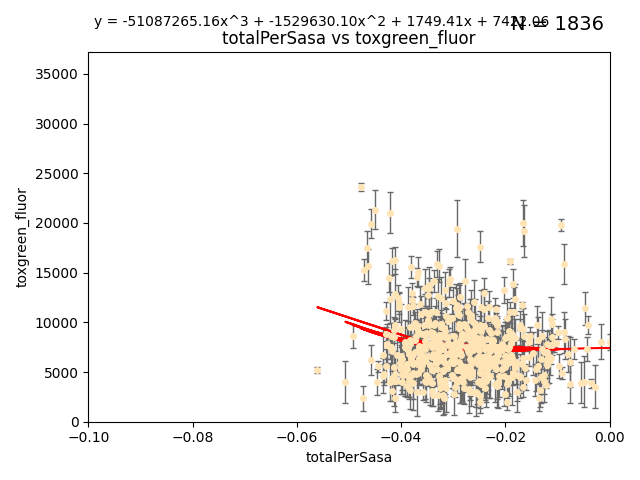 y = -51087265.16x^3 + -1529630.10x^2 + 1749.41x + 7422.06
N = 1836
totalPerSasa vs toxgreen_fluor
35000
30000
25000
20000
15000
10000
5000
0
toxgreen_fluor
−0.10
−0.08
−0.06
−0.04
−0.02
0.00
totalPerSasa